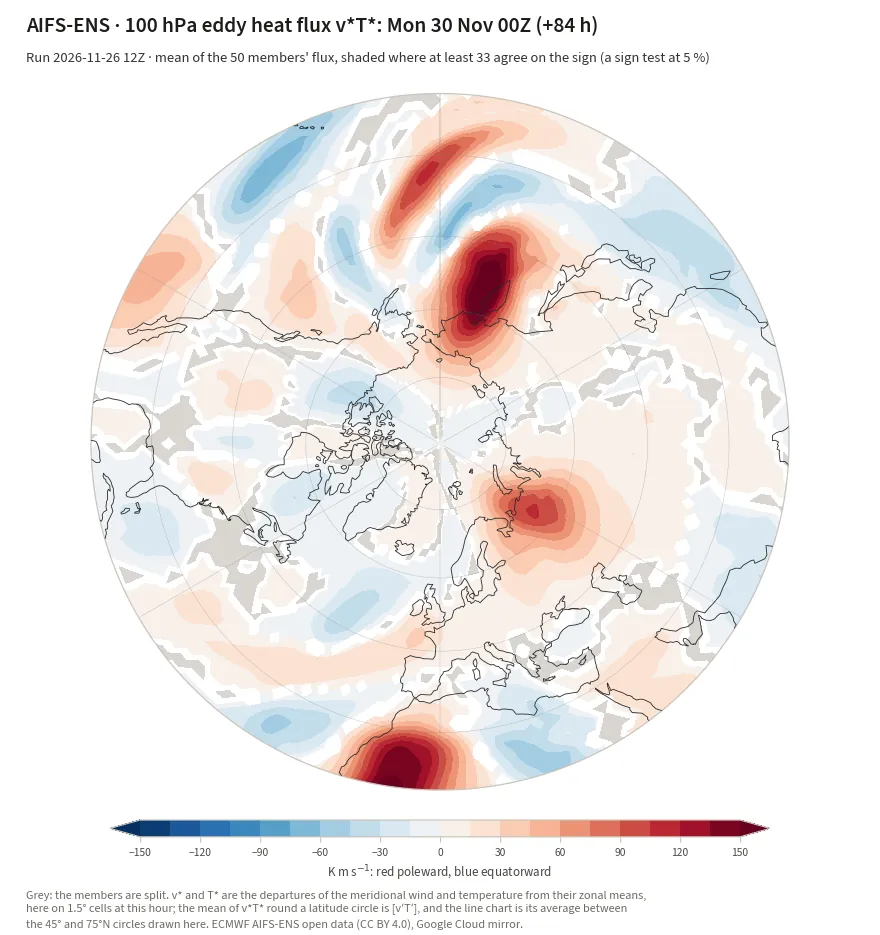 AIFS-ENS · 100 hPa eddy heat flux v*T*: Mon 30 Nov 00Z (+84 h)
Run 2026-11-26 12Z · mean of the 50 members' flux, shaded where at least 33 agree on the sign (a sign test at 5 %)
−150 −120 −90 −60 −30 0 30 60 90 120 150
K m s⁻¹: red poleward, blue equatorward
Grey: the members are split. v* and T* are the departures of the meridional wind and temperature from their zonal means,
here on 1.5° cells at this hour; the mean of v*T* round a latitude circle is [v'T'], and the line chart is its average between
the 45° and 75°N circles drawn here. ECMWF AIFS-ENS open data (CC BY 4.0), Google Cloud mirror.